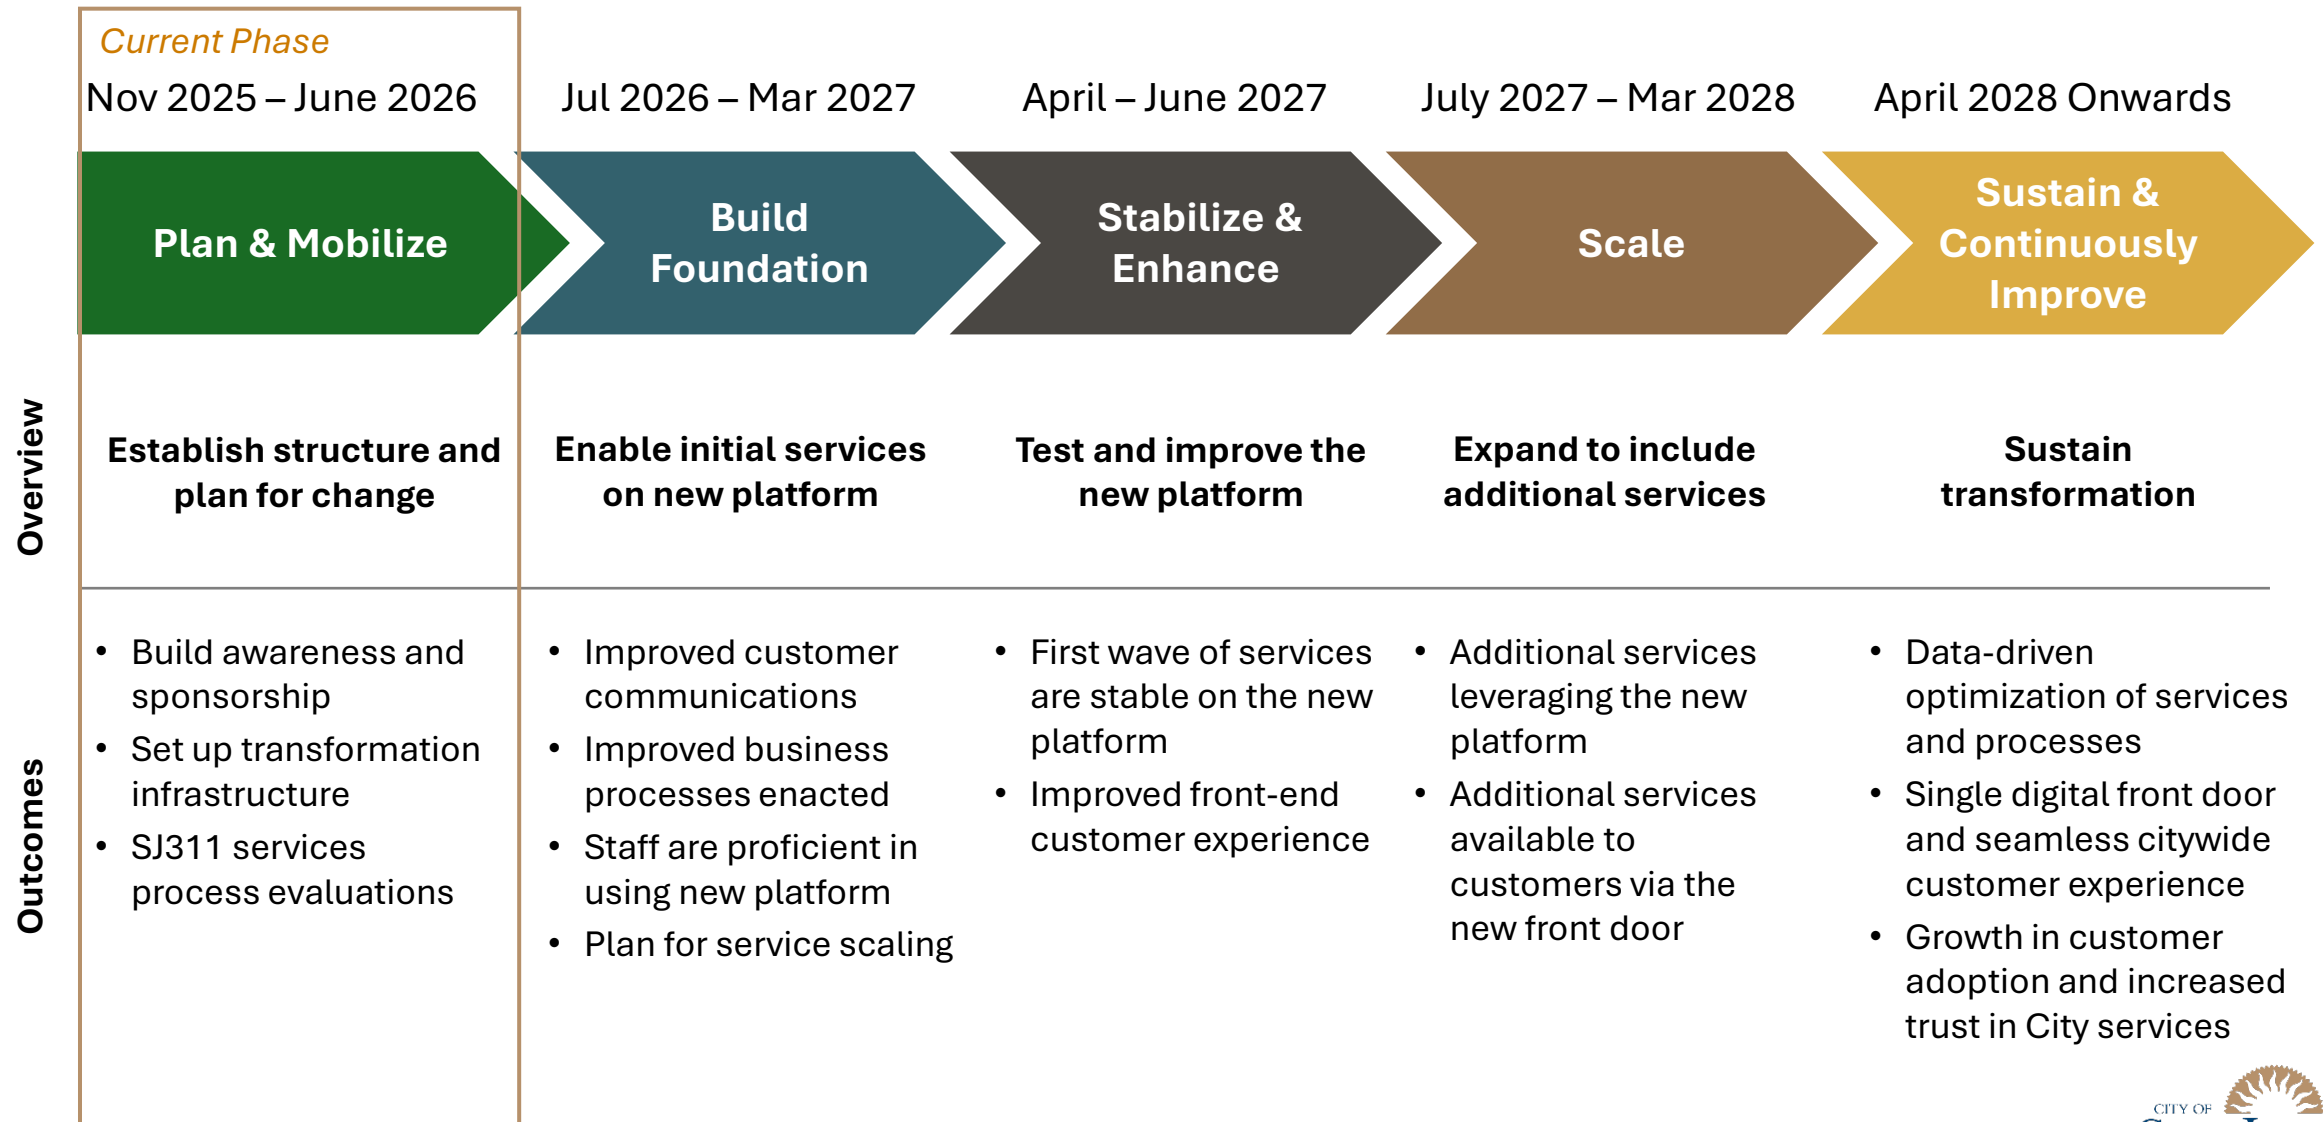 Current Phase
Nov 2025 – June 2026
Jul 2026 – Mar 2027
April – June 2027
July 2027 – Mar 2028
April 2028 Onwards
Plan & Mobilize
Build
Foundation
Stabilize &
Enhance
Scale
Sustain &
Continuously
Improve
Overview
Establish structure and
plan for change
Enable initial services
on new platform
Test and improve the
new platform
Expand to include
additional services
Sustain
transformation
Outcomes
• Build awareness and
sponsorship
• Set up transformation
infrastructure
• SJ311 services
process evaluations
• Improved customer
communications
• Improved business
processes enacted
• Staff are proficient in
using new platform
• Plan for service scaling
• First wave of services
are stable on the new
platform
• Improved front-end
customer experience
• Additional services
leveraging the new
platform
• Additional services
available to
customers via the
new front door
• Data-driven
optimization of services
and processes
• Single digital front door
and seamless citywide
customer experience
• Growth in customer
adoption and increased
trust in City services
CITY OF